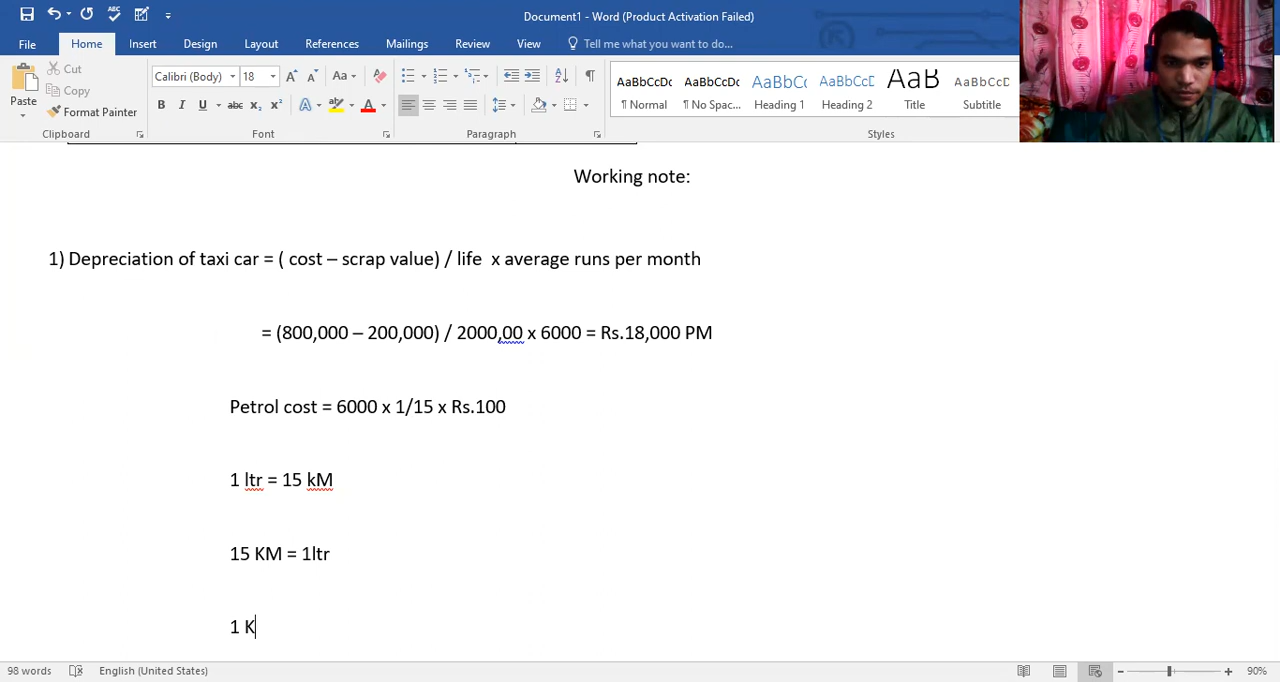 Document1 - Word (Product Activation Failed)
File Home Insert Design Layout References Mailings Review View Tell me what you want to do...
Paste
Cut
Copy
Format Painter
Clipboard
Calibri (Body) 18
Font
Paragraph
AaBbCcDc AaBbCcDc AaBbCc AaBbCcD AaB AaBbCcD
¶ Normal ¶ No Spac... Heading 1 Heading 2 Title Subtitle
Styles
Working note:
1) Depreciation of taxi car = ( cost – scrap value) / life x average runs per month
= (800,000 – 200,000) / 2000,00 x 6000 = Rs.18,000 PM
Petrol cost = 6000 x 1/15 x Rs.100
1 ltr = 15 kM
15 KM = 1ltr
1 K
98 words English (United States) 90%